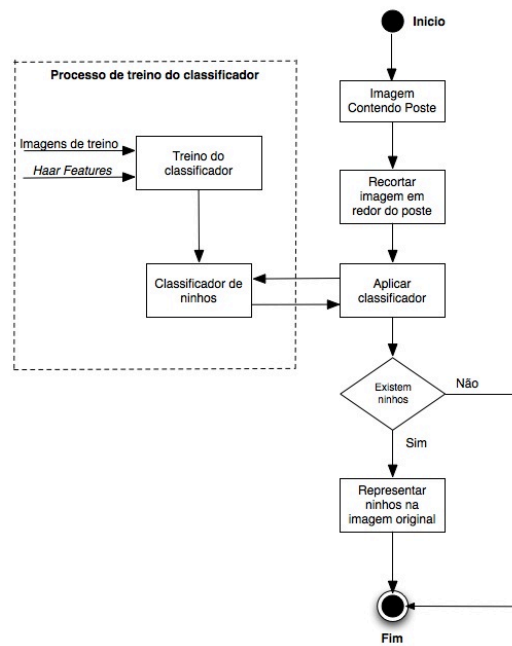 Inicio
Processo de treino do classificador
Imagem
Contendo Poste
Imagens de treino
Haar Features
Treino do
classificador
Recortar
imagem em
redor do poste
Classificador de
ninhos
Aplicar
classificador
Existem
ninhos
Não
Sim
Representar
ninhos na
imagem original
Fim